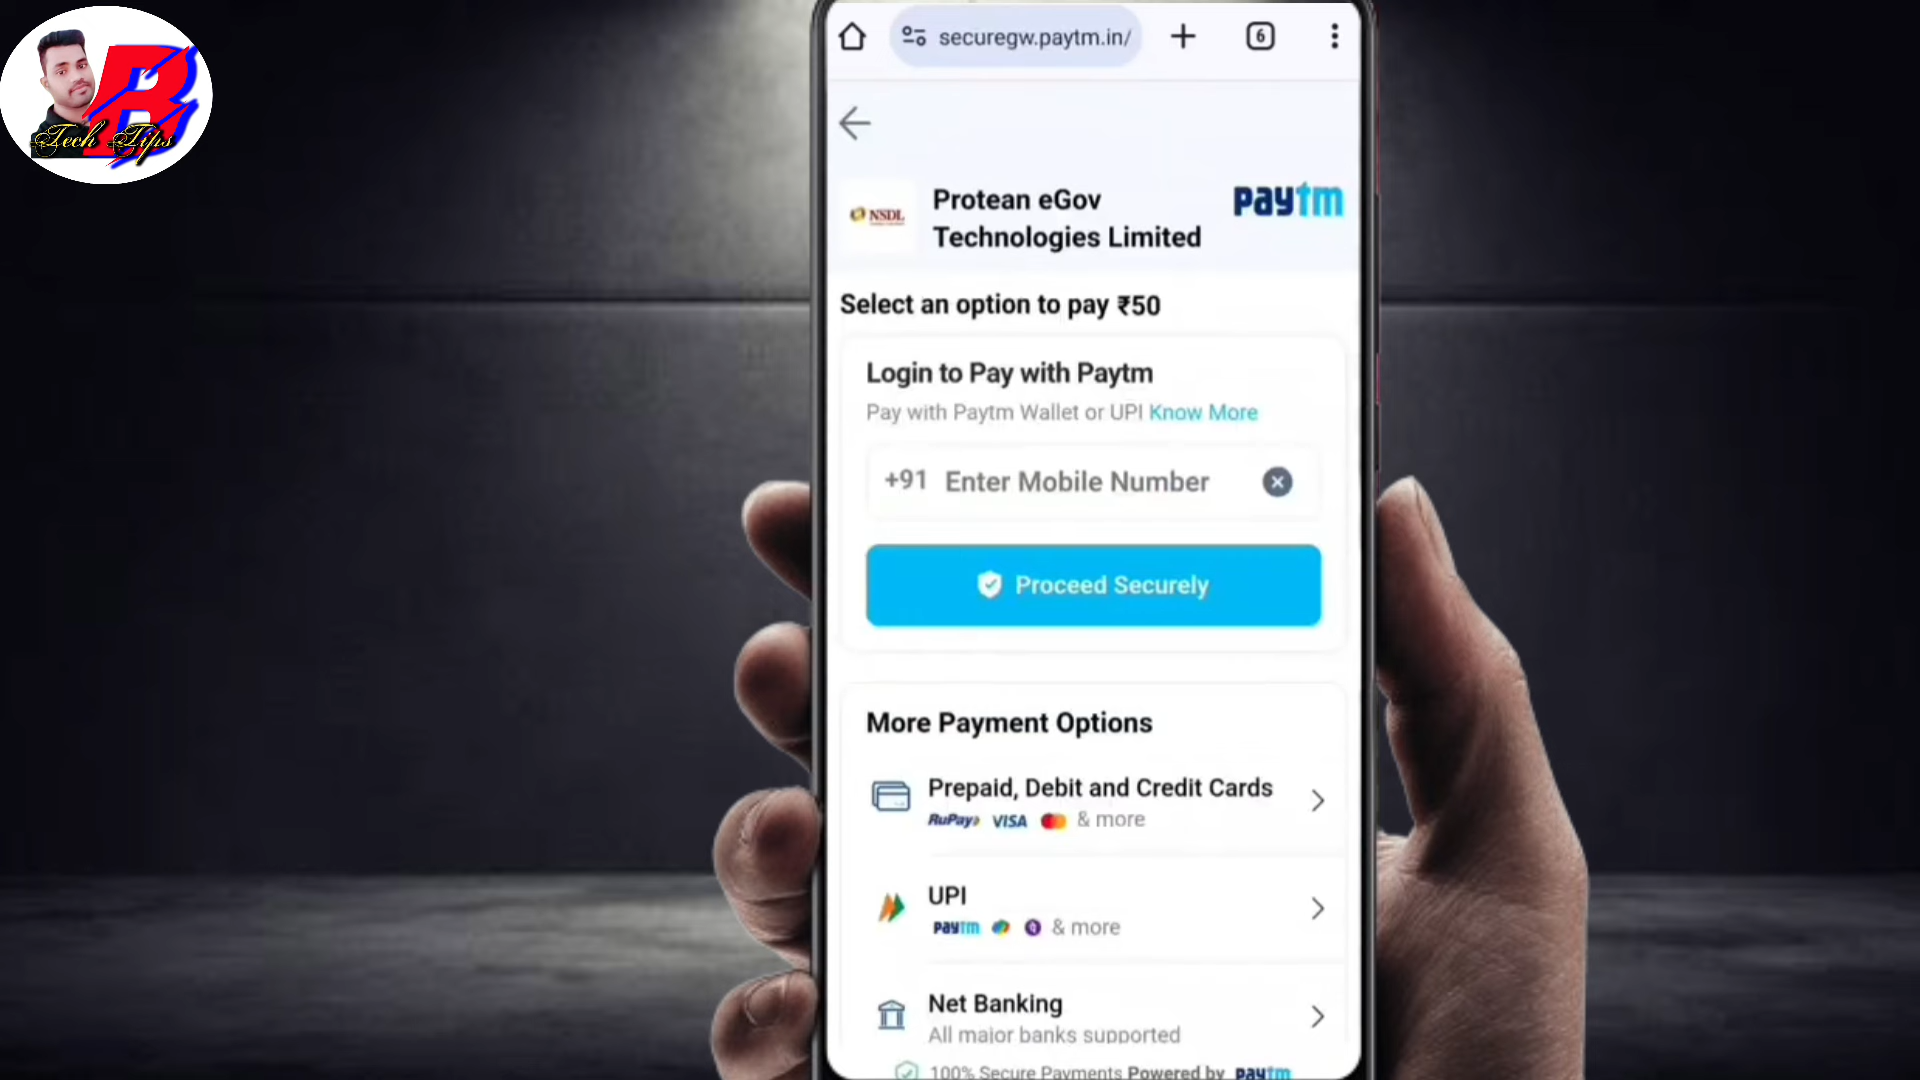 B
Tech Tips
6
securegw.paytm.in/
NSDL
Protean eGov
Technologies Limited
paytm
Select an option to pay ₹50
Login to Pay with Paytm
Pay with Paytm Wallet or UPI Know More
+91 Enter Mobile Number
Proceed Securely
More Payment Options
Prepaid, Debit and Credit Cards
RuPay VISA & more
UPI
paytm & more
Net Banking
All major banks supported
100% Secure Payments Powered by paytm